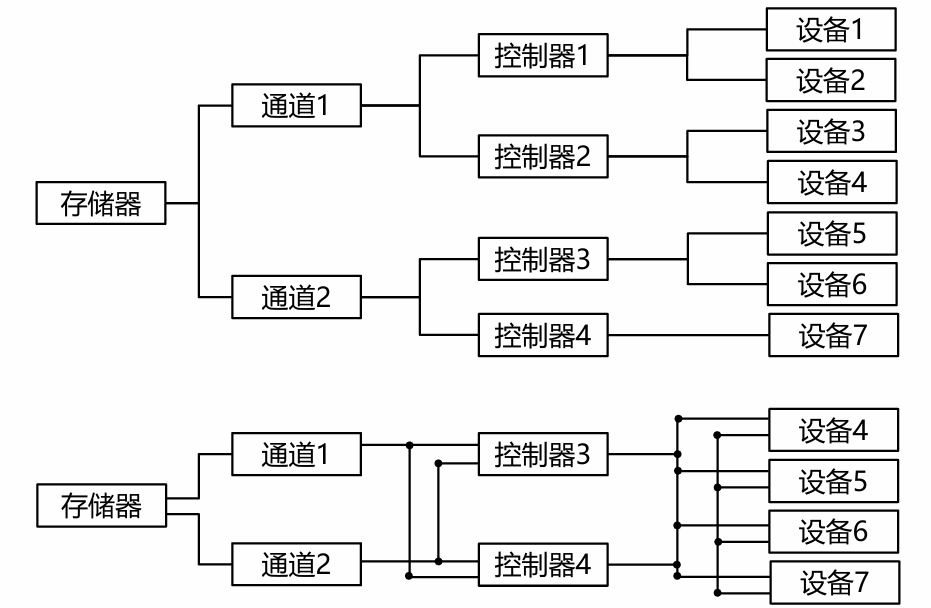 设备1
控制器1
设备2
通道1
设备3
控制器2
设备4
存储器
设备5
控制器3
设备6
通道2
控制器4
设备7
设备4
通道1
控制器3
设备5
存储器
设备6
通道2
控制器4
设备7